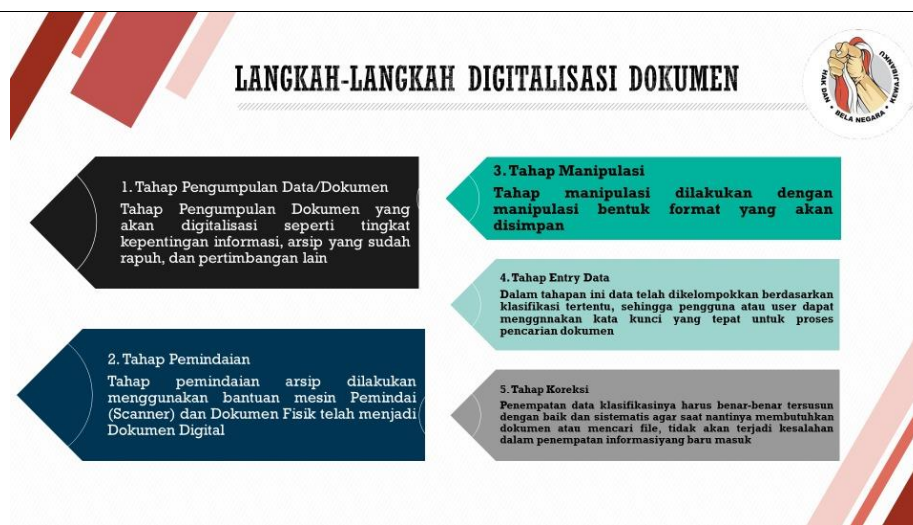 LANGKAH-LANGKAH DIGITALISASI DOKUMEN
HAK DAN • BELA NEGARA • KEWAJIBANKU
1. Tahap Pengumpulan Data/Dokumen
Tahap Pengumpulan Dokumen yang
akan digitalisasi seperti tingkat
kepentingan informasi, arsip yang sudah
rapuh, dan pertimbangan lain
2. Tahap Pemindaian
Tahap pemindaian arsip dilakukan
menggunakan bantuan mesin Pemindai
(Scanner) dan Dokumen Fisik telah menjadi
Dokumen Digital
3. Tahap Manipulasi
Tahap manipulasi dilakukan dengan
manipulasi bentuk format yang akan
disimpan
4. Tahap Entry Data
Dalam tahapan ini data telah dikelompokkan berdasarkan
klasifikasi tertentu, sehingga pengguna atau user dapat
menggnnakan kata kunci yang tepat untuk proses
pencarian dokumen
5. Tahap Koreksi
Penempatan data klasifikasinya harus benar-benar tersusun
dengan baik dan sistematis agar saat nantinya membutuhkan
dokumen atau mencari file, tidak akan terjadi kesalahan
dalam penempatan informasiyang baru masuk